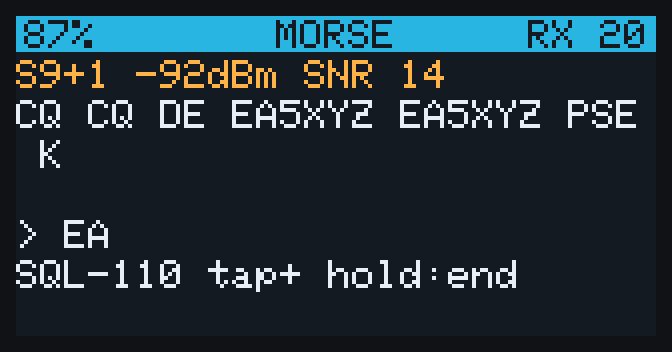 87% MORSE RX 20
S9+1 -92dBm SNR 14
CQ CQ DE EA5XYZ EA5XYZ PSE
K
> EA
SQL-110 tap+ hold:end